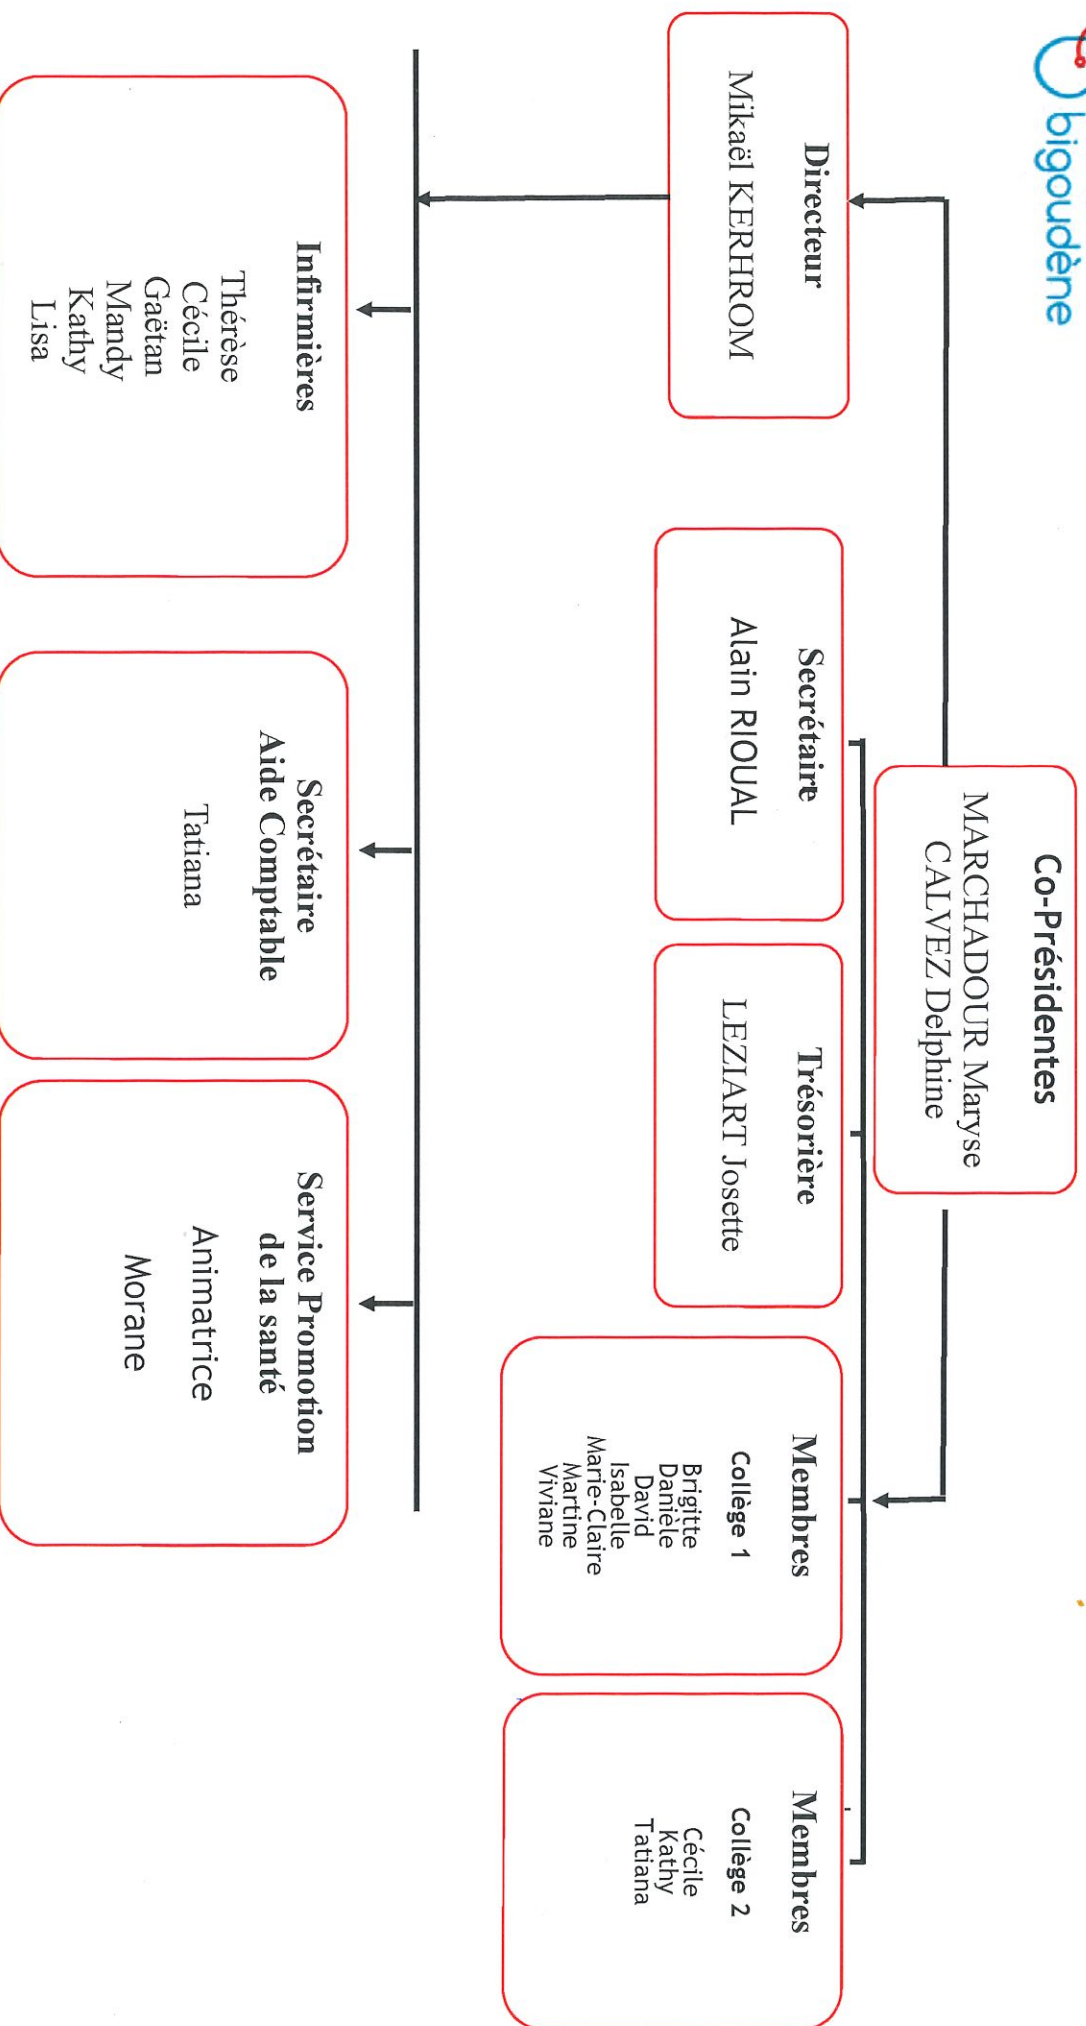 bigoudène
Co-Présidentes
MARCHADOUR Maryse
CALVEZ Delphine
Directeur
Mikaël KERHROM
Secrétaire
Alain RIOUAL
Trésorière
LEZIART Josette
Membres
Collège 1
Brigitte
Danièle
David
Isabelle
Marie-Claire
Martine
Viviane
Membres
Collège 2
Cécile
Kathy
Tatiana
Infirmières
Thérèse
Cécile
Gaëtan
Mandy
Kathy
Lisa
Secrétaire
Aide Comptable
Tatiana
Service Promotion
de la santé
Animatrice
Morane